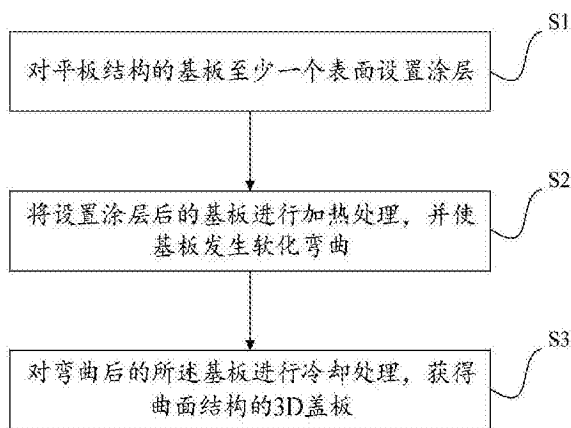 S1
对平板结构的基板至少一个表面设置涂层
S2
将设置涂层后的基板进行加热处理，并使
基板发生软化弯曲
S3
对弯曲后的所述基板进行冷却处理，获得
曲面结构的3D盖板